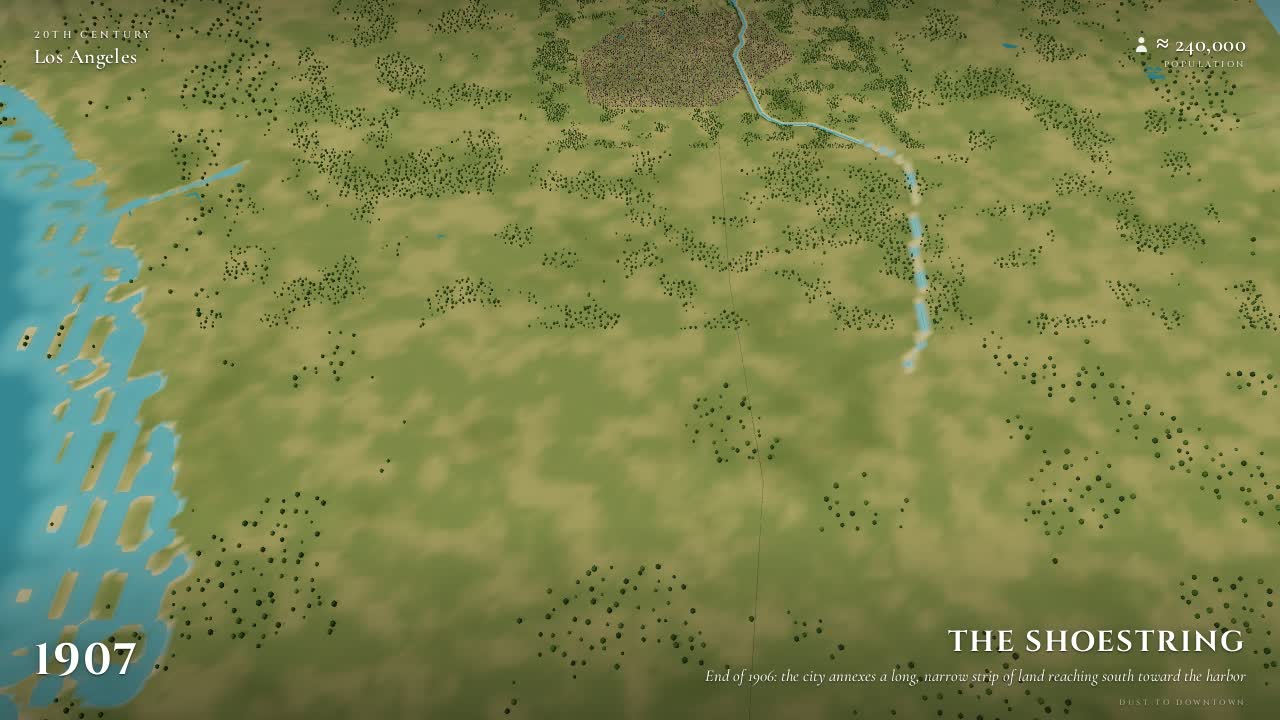 20TH CENTURY
Los Angeles
≈ 240,000
POPULATION
1907
THE SHOESTRING
End of 1906: the city annexes a long, narrow strip of land reaching south toward the harbor
DUST TO DOWNTOWN